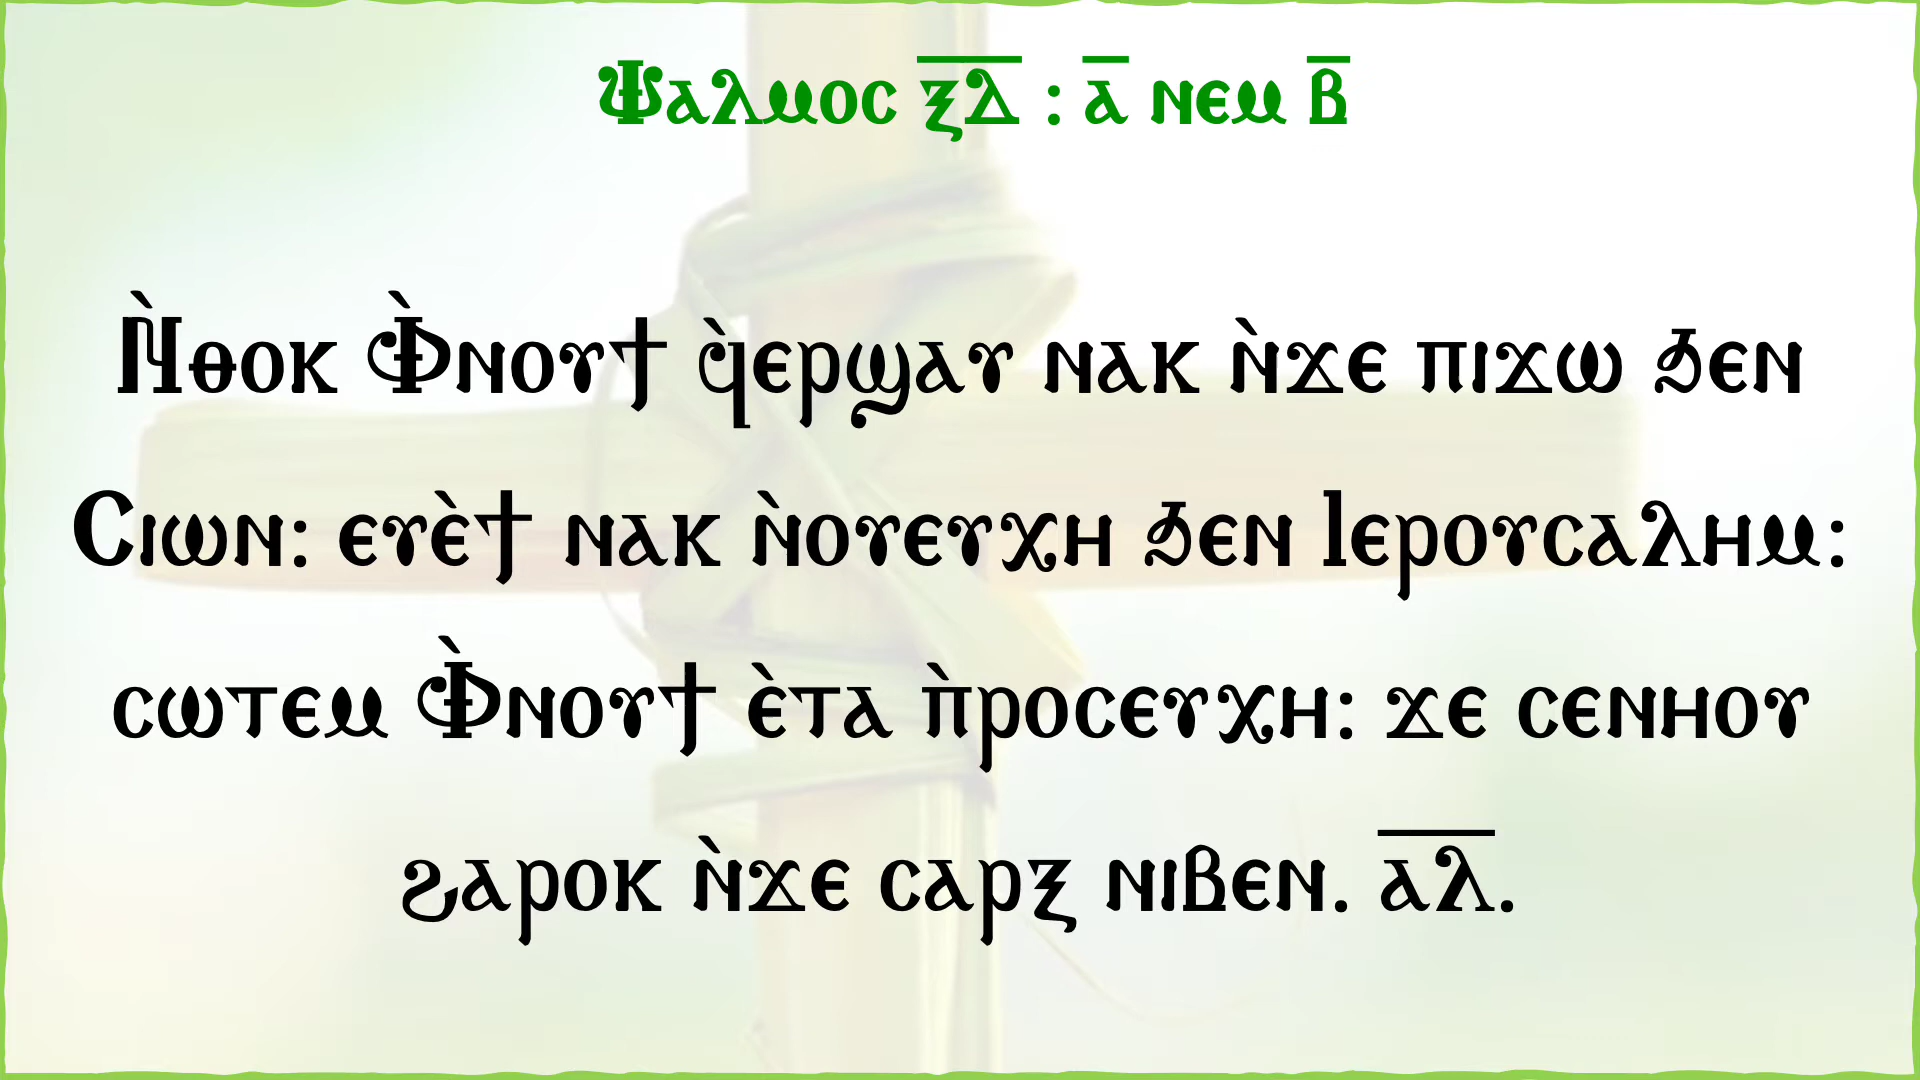 Ⲯⲁⲗⲙⲟⲥ ⲝ̅ⲇ̅ : ⲁ̅ ⲛⲉⲙ ⲃ̅
Ⲛ̀ⲑⲟⲕ Ⲫ̀ⲛⲟⲩϯ ϥ̀ⲉⲣϣⲁⲩ ⲛⲁⲕ ⲛ̀ϫⲉ ⲡⲓϫⲱ ϧⲉⲛ
Ⲥⲓⲱⲛ: ⲉⲩⲉ̀ϯ ⲛⲁⲕ ⲛ̀ⲟⲩⲉⲩⲭⲏ ϧⲉⲛ Ⲓⲉⲣⲟⲩⲥⲁⲗⲏⲙ:
ⲥⲱⲧⲉⲙ Ⲫ̀ⲛⲟⲩϯ ⲉ̀ⲧⲁ ⲡ̀ⲣⲟⲥⲉⲩⲭⲏ: ϫⲉ ⲥⲉⲛⲏⲟⲩ
ϩⲁⲣⲟⲕ ⲛ̀ϫⲉ ⲥⲁⲣⲝ ⲛⲓⲃⲉⲛ. ⲁ̅ⲗ̅.